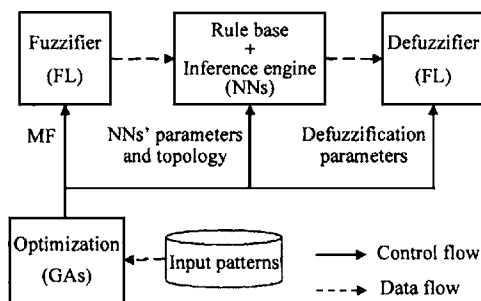 Fuzzifier
(FL)
Rule base
+
Inference engine
(NNs)
Defuzzifier
(FL)
MF
NNs' parameters
and topology
Defuzzification
parameters
Optimization
(GAs)
Input patterns
Control flow
Data flow